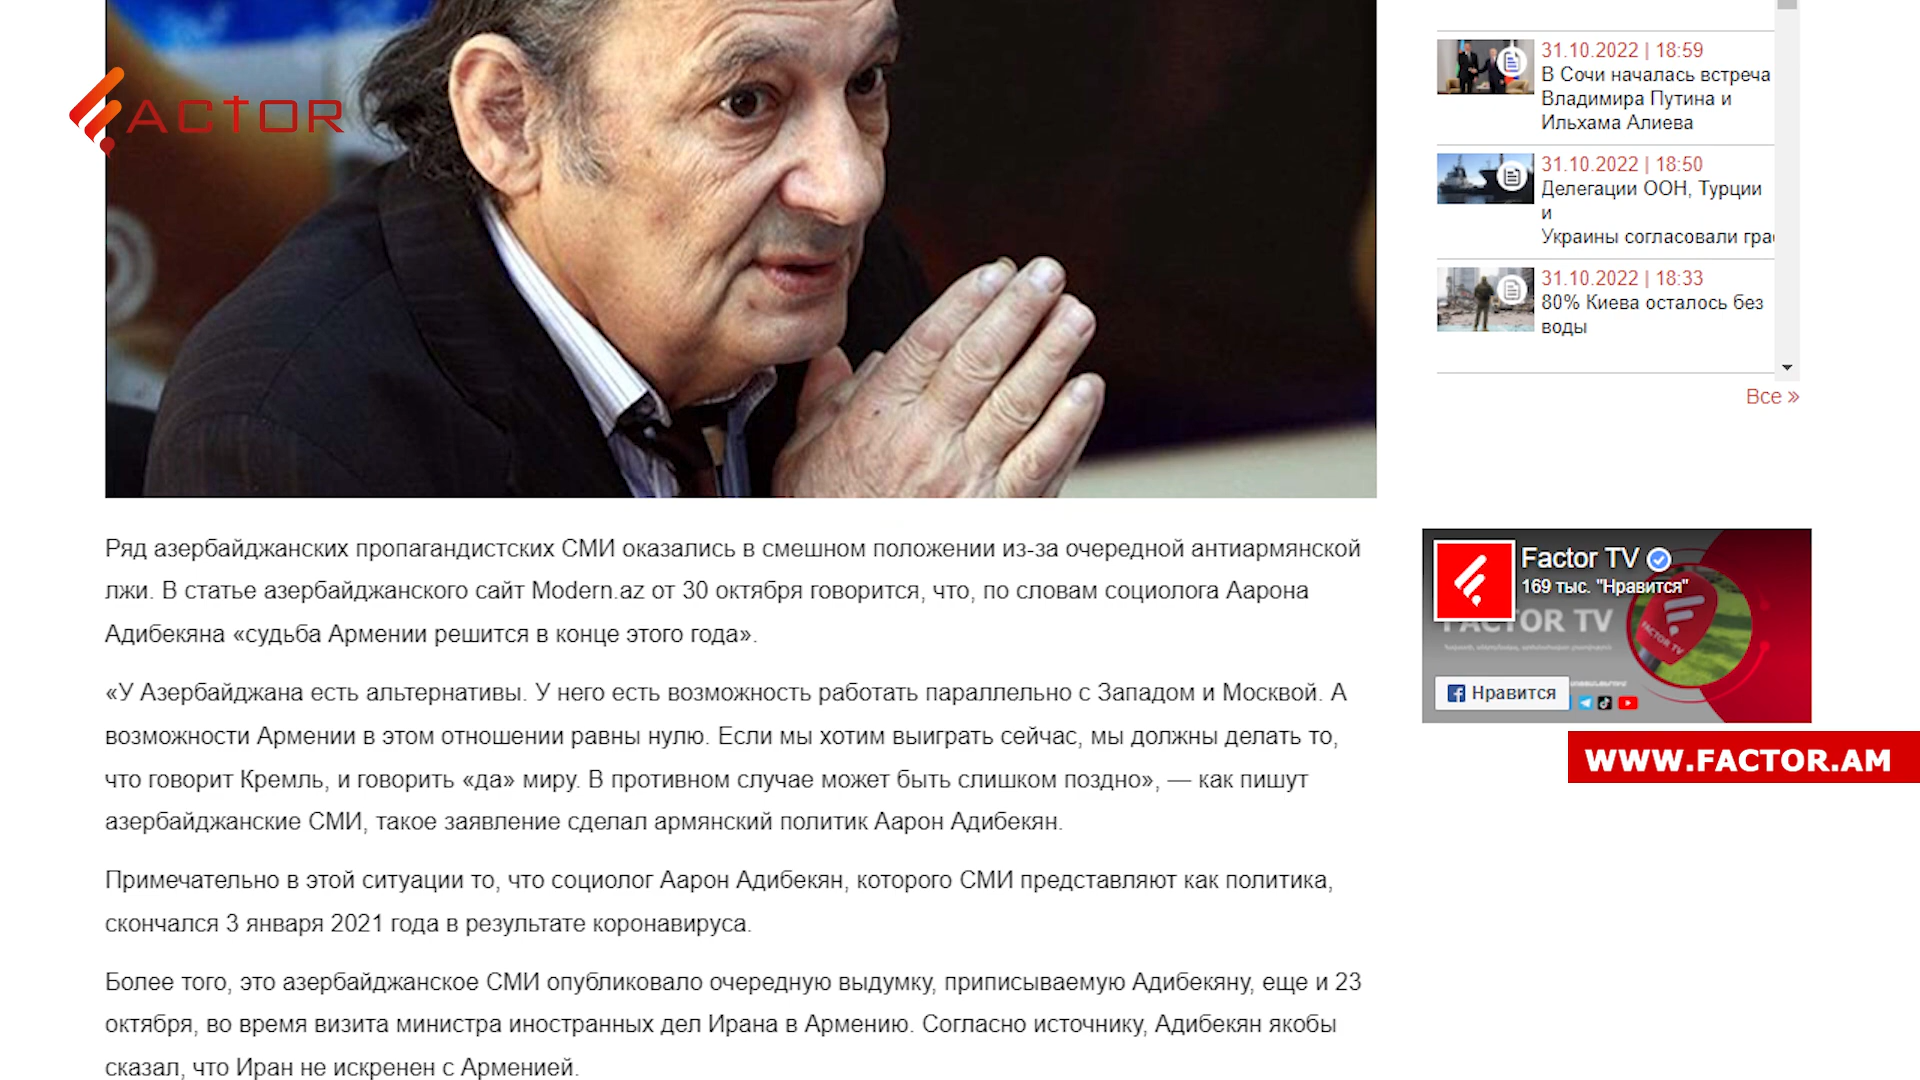 FACTOR
31.10.2022 | 18:59
В Сочи началась встреча
Владимира Путина и
Ильхама Алиева
31.10.2022 | 18:50
Делегации ООН, Турции
и
Украины согласовали гра
31.10.2022 | 18:33
80% Киева осталось без
воды
Все »
Ряд азербайджанских пропагандистских СМИ оказались в смешном положении из-за очередной антиармянской
лжи. В статье азербайджанского сайт Modern.az от 30 октября говорится, что, по словам социолога Аарона
Адибекяна «судьба Армении решится в конце этого года».
«У Азербайджана есть альтернативы. У него есть возможность работать параллельно с Западом и Москвой. А
возможности Армении в этом отношении равны нулю. Если мы хотим выиграть сейчас, мы должны делать то,
что говорит Кремль, и говорить «да» миру. В противном случае может быть слишком поздно», — как пишут
азербайджанские СМИ, такое заявление сделал армянский политик Аарон Адибекян.
Примечательно в этой ситуации то, что социолог Аарон Адибекян, которого СМИ представляют как политика,
скончался 3 января 2021 года в результате коронавируса.
Более того, это азербайджанское СМИ опубликовало очередную выдумку, приписываемую Адибекяну, еще и 23
октября, во время визита министра иностранных дел Ирана в Армению. Согласно источнику, Адибекян якобы
сказал, что Иран не искренен с Арменией.
Factor TV
169 тыс. "Нравится"
FACTOR TV
FACTOR TV
Нравится
WWW.FACTOR.AM